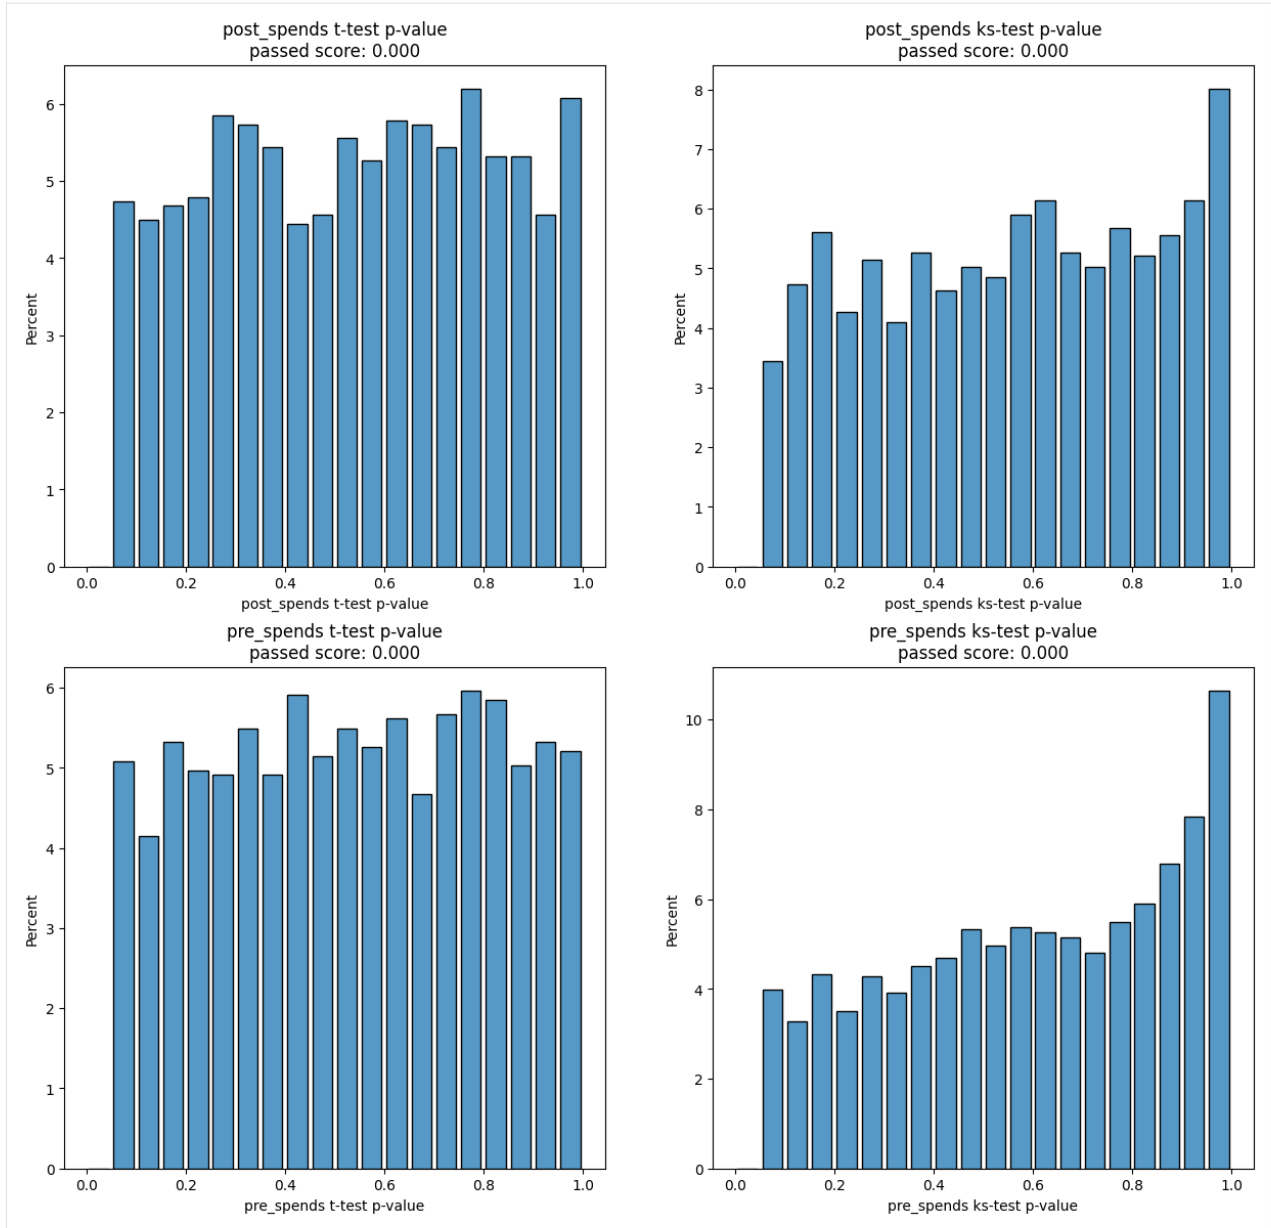 post_spends t-test p-value
passed score: 0.000
6
5
4
3
2
1
0
Percent
0.0 0.2 0.4 0.6 0.8 1.0
post_spends t-test p-value
post_spends ks-test p-value
passed score: 0.000
8
7
6
5
4
3
2
1
0
Percent
0.0 0.2 0.4 0.6 0.8 1.0
post_spends ks-test p-value
pre_spends t-test p-value
passed score: 0.000
6
5
4
3
2
1
0
Percent
0.0 0.2 0.4 0.6 0.8 1.0
pre_spends t-test p-value
pre_spends ks-test p-value
passed score: 0.000
10
8
6
4
2
0
Percent
0.0 0.2 0.4 0.6 0.8 1.0
pre_spends ks-test p-value